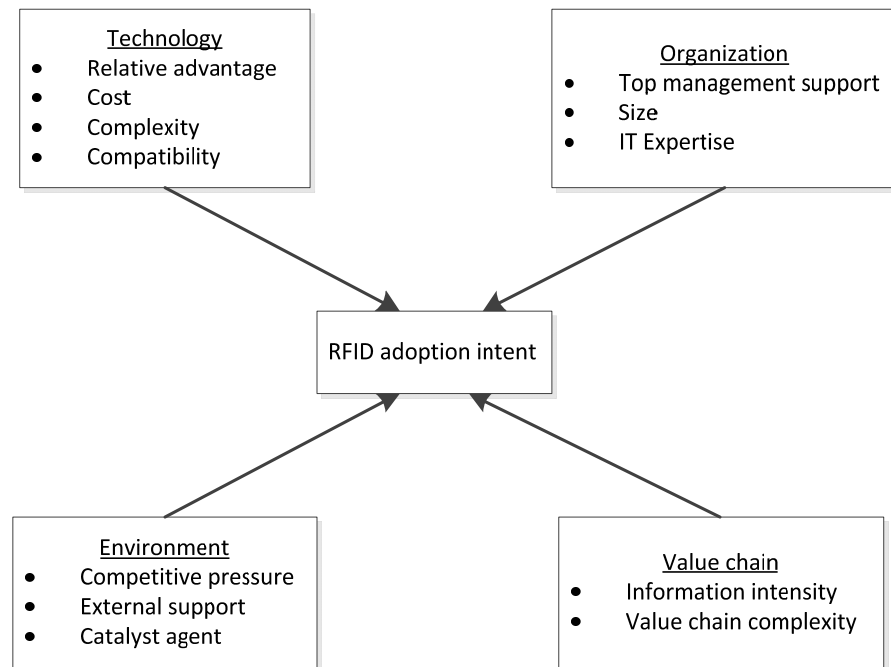 Technology
• Relative advantage
• Cost
• Complexity
• Compatibility
Organization
• Top management support
• Size
• IT Expertise
RFID adoption intent
Environment
• Competitive pressure
• External support
• Catalyst agent
Value chain
• Information intensity
• Value chain complexity